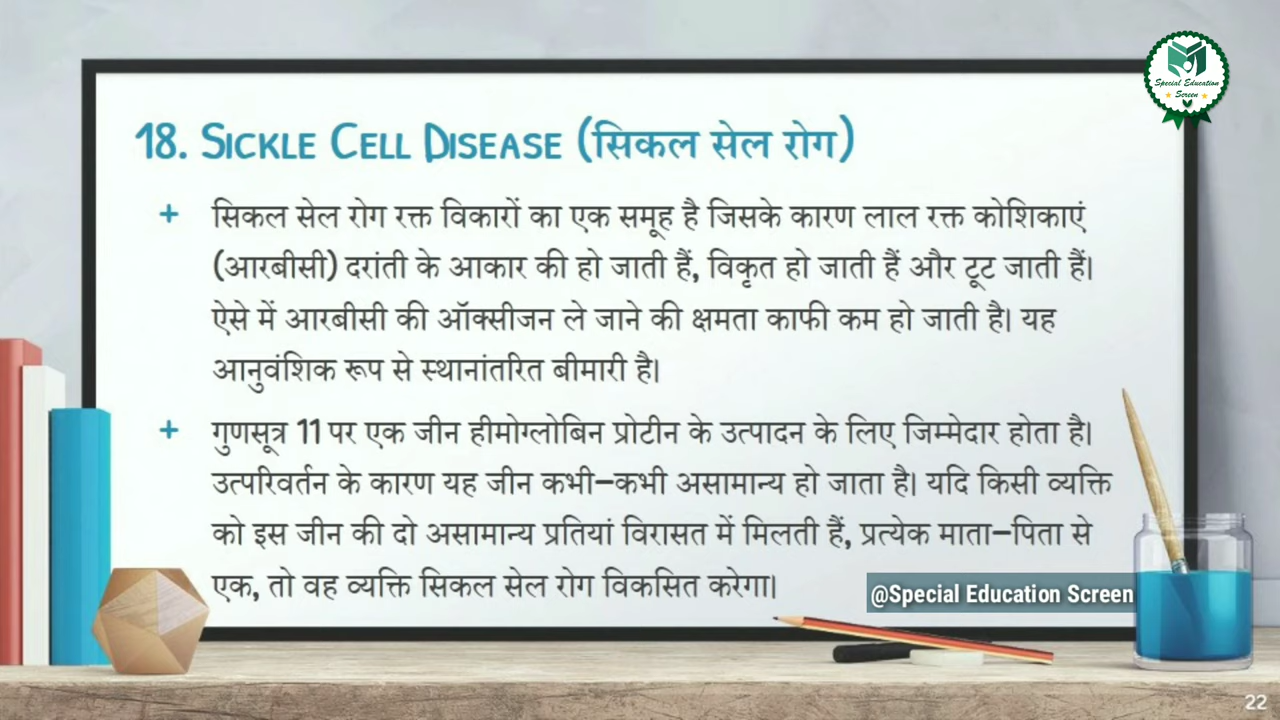 Special Education
Screen
18. SICKLE CELL DISEASE (सिकल सेल रोग)
+ सिकल सेल रोग रक्त विकारों का एक समूह है जिसके कारण लाल रक्त कोशिकाएं
(आरबीसी) दरांती के आकार की हो जाती हैं, विकृत हो जाती हैं और टूट जाती हैं।
ऐसे में आरबीसी की ऑक्सीजन ले जाने की क्षमता काफी कम हो जाती है। यह
आनुवंशिक रूप से स्थानांतरित बीमारी है।
+ गुणसूत्र 11 पर एक जीन हीमोग्लोबिन प्रोटीन के उत्पादन के लिए जिम्मेदार होता है।
उत्परिवर्तन के कारण यह जीन कभी–कभी असामान्य हो जाता है। यदि किसी व्यक्ति
को इस जीन की दो असामान्य प्रतियां विरासत में मिलती हैं, प्रत्येक माता–पिता से
एक, तो वह व्यक्ति सिकल सेल रोग विकसित करेगा।
@Special Education Screen
22